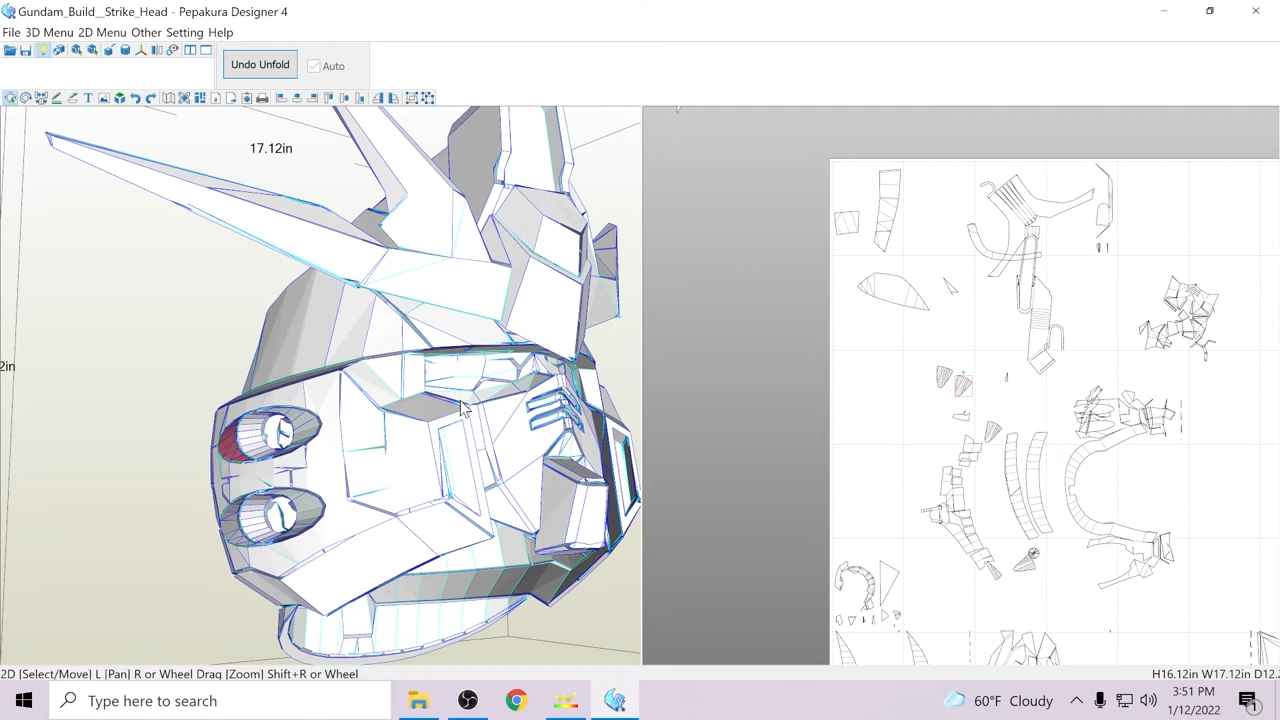 Gundam_Build__Strike_Head - Pepakura Designer 4
File 3D Menu 2D Menu Other Setting Help
Undo Unfold
Auto
17.12in
2in
2D [Select/Move] L [Pan] R or Wheel Drag [Zoom] Shift+R or Wheel
H16.12in W17.12in D12.2
Type here to search
60°F Cloudy
3:51 PM
1/12/2022
1